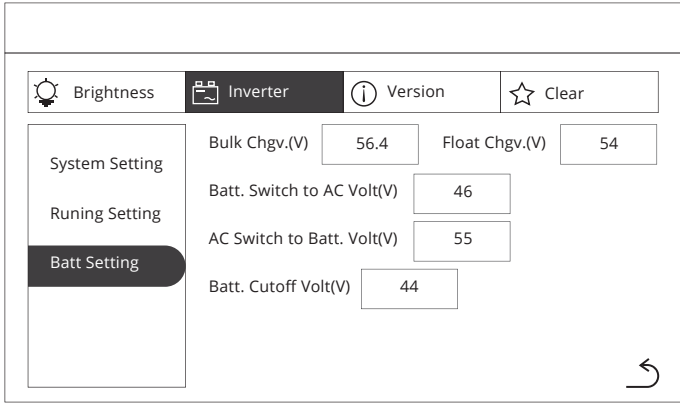 Brightness Inverter Version Clear
System Setting
Runing Setting
Batt Setting
Bulk Chgv.(V) 56.4 Float Chgv.(V) 54
Batt. Switch to AC Volt(V) 46
AC Switch to Batt. Volt(V) 55
Batt. Cutoff Volt(V) 44